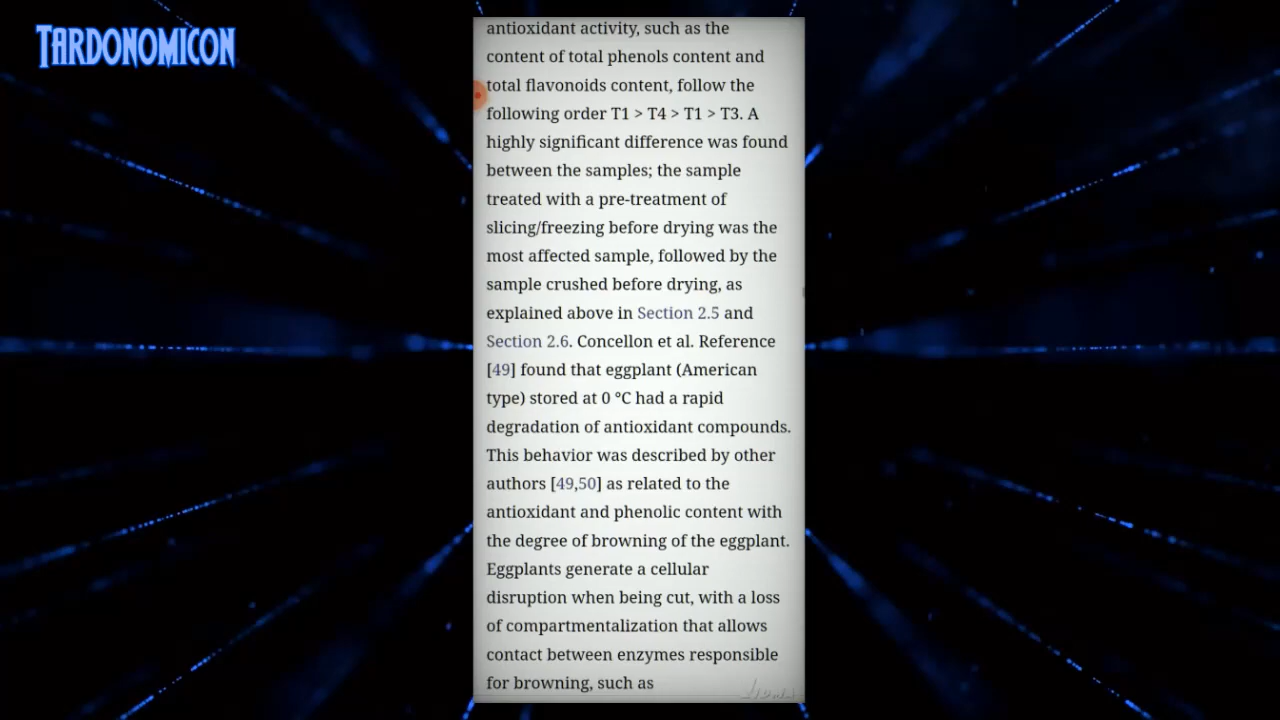 TARDONOMICON
antioxidant activity, such as the
content of total phenols content and
total flavonoids content, follow the
following order T1 > T4 > T1 > T3. A
highly significant difference was found
between the samples; the sample
treated with a pre-treatment of
slicing/freezing before drying was the
most affected sample, followed by the
sample crushed before drying, as
explained above in Section 2.5 and
Section 2.6. Concellon et al. Reference
[49] found that eggplant (American
type) stored at 0 °C had a rapid
degradation of antioxidant compounds.
This behavior was described by other
authors [49,50] as related to the
antioxidant and phenolic content with
the degree of browning of the eggplant.
Eggplants generate a cellular
disruption when being cut, with a loss
of compartmentalization that allows
contact between enzymes responsible
for browning, such as